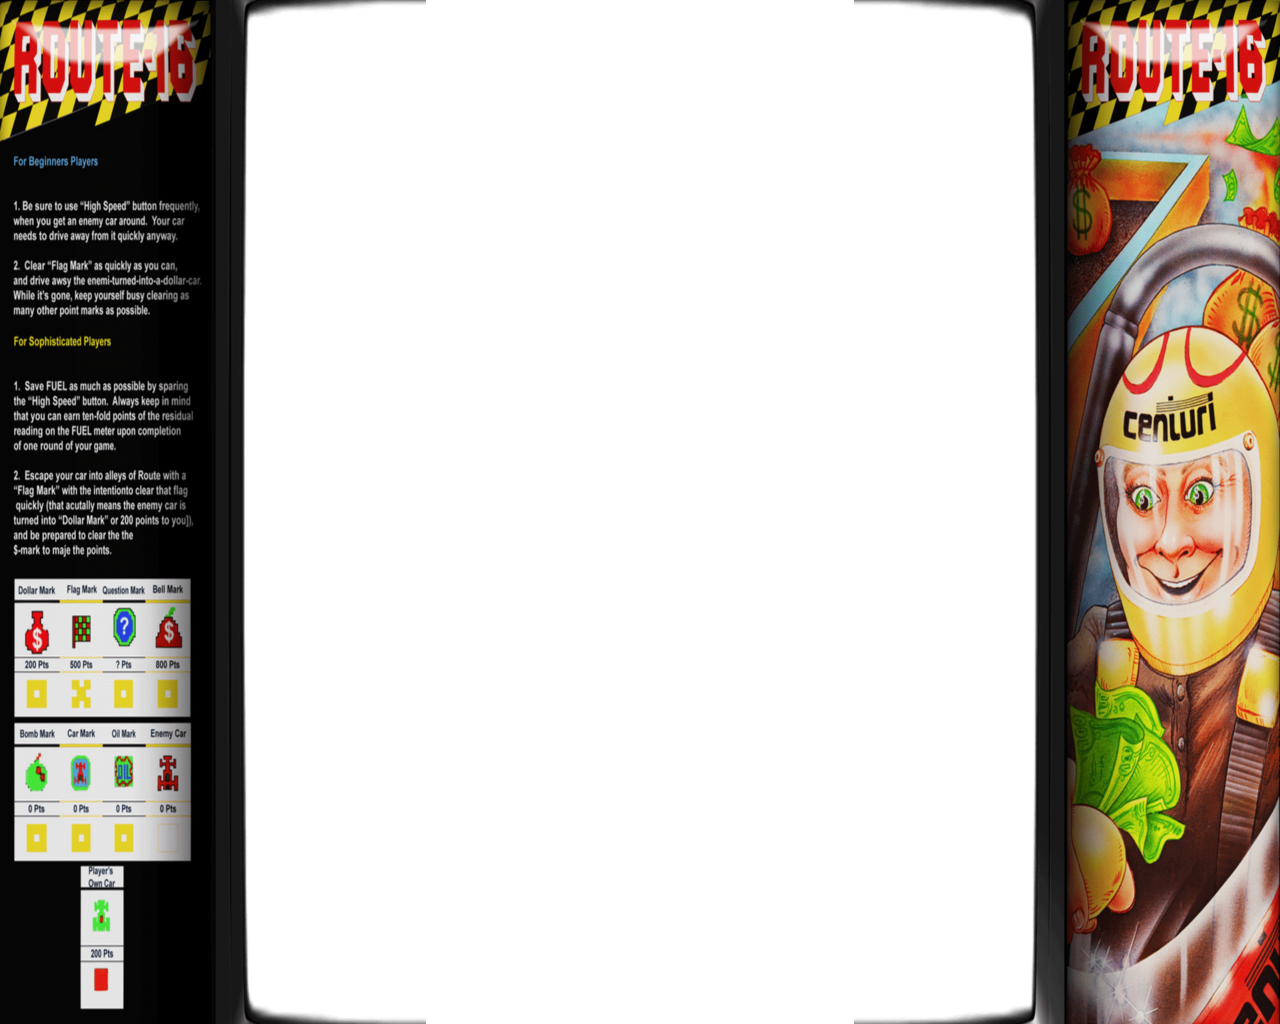 ROUTE-16
For Beginners Players
1. Be sure to use “High Speed” button frequently,
when you get an enemy car around. Your car
needs to drive away from it quickly anyway.
2. Clear “Flag Mark” as quickly as you can,
and drive awsy the enemi-turned-into-a-dollar-car.
While it's gone, keep yourself busy clearing as
many other point marks as possible.
For Sophisticated Players
1. Save FUEL as much as possible by sparing
the “High Speed” button. Always keep in mind
that you can earn ten-fold points of the residual
reading on the FUEL meter upon completion
of one round of your game.
2. Escape your car into alleys of Route with a
“Flag Mark” with the intentionto clear that flag
quickly (that acutally means the enemy car is
turned into “Dollar Mark” or 200 points to you]),
and be prepared to clear the the
$-mark to maje the points.
Dollar Mark Flag Mark Question Mark Bell Mark
$ ? $
200 Pts 500 Pts ? Pts 800 Pts
Bomb Mark Car Mark Oil Mark Enemy Car
OIL
0 Pts 0 Pts 0 Pts 0 Pts
Player's
Own Car
200 Pts
ROUTE-16
$
$
$
centuri